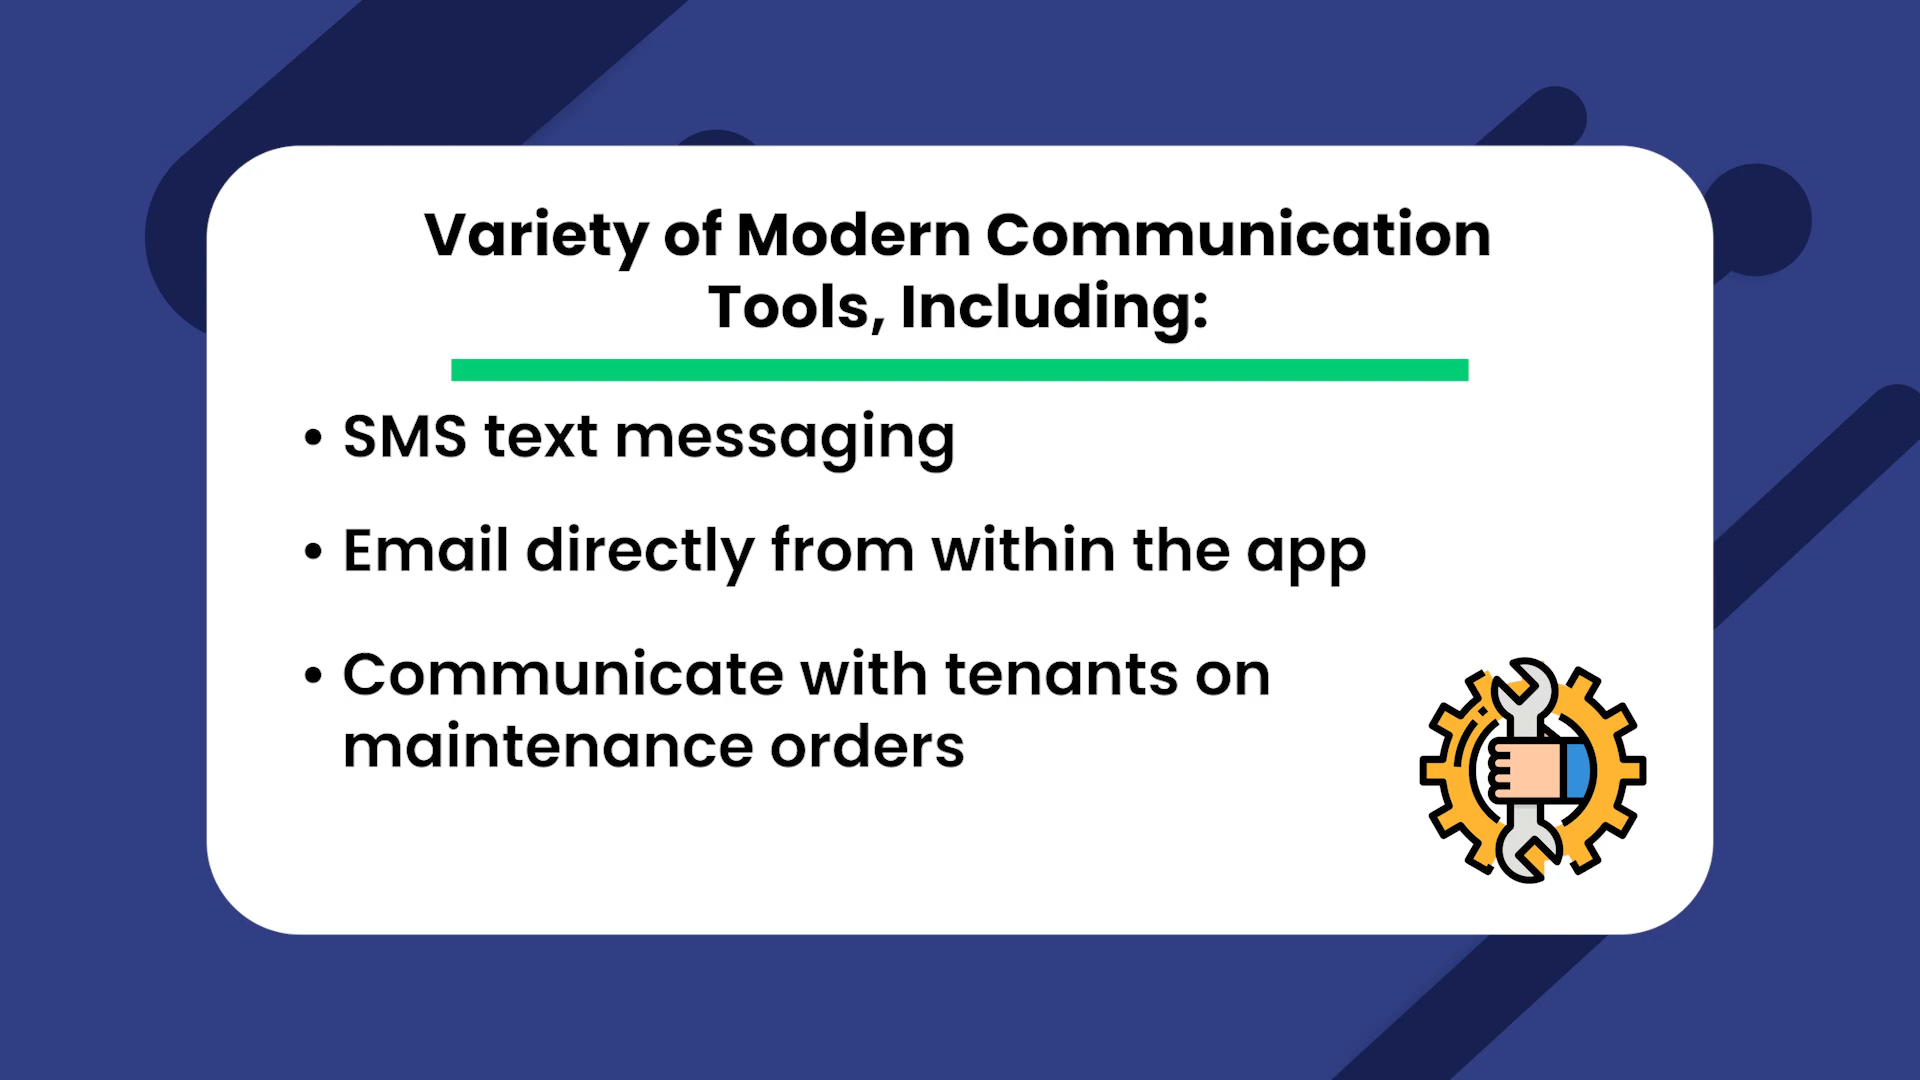 Variety of Modern Communication
Tools, Including:
• SMS text messaging
• Email directly from within the app
• Communicate with tenants on
maintenance orders